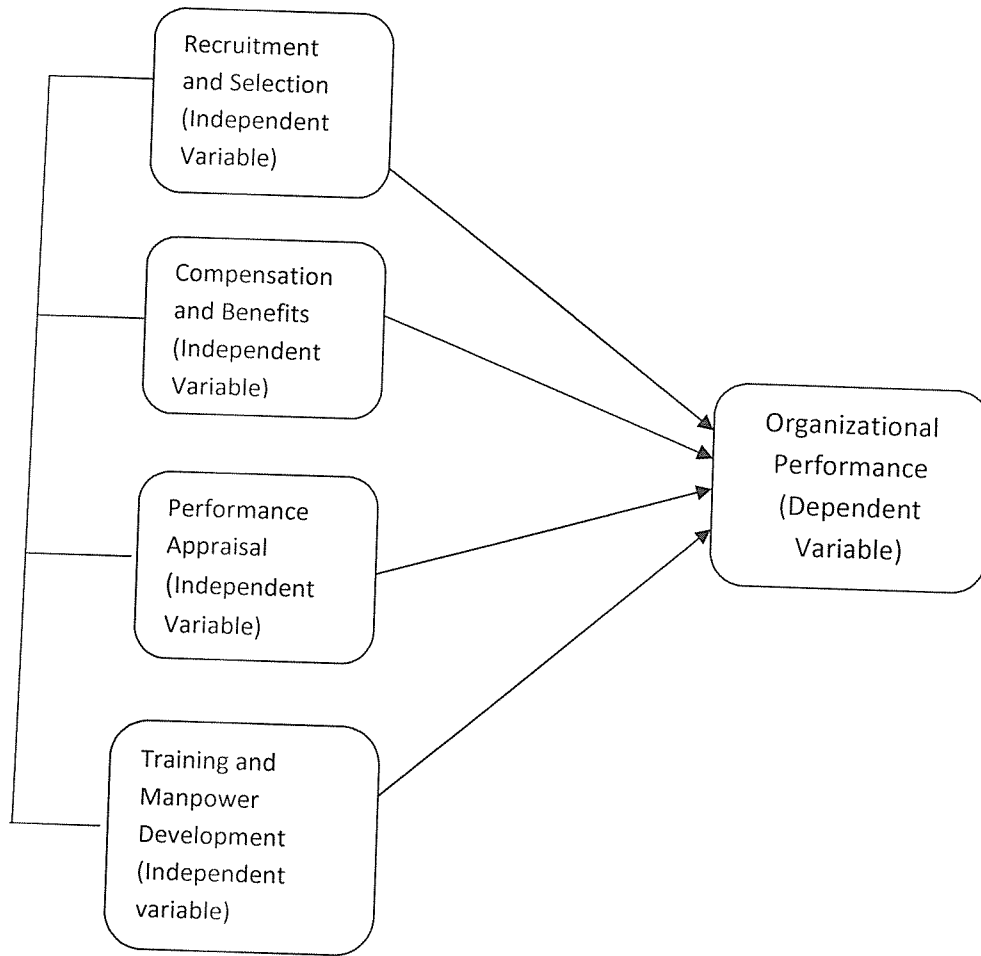 Recruitment
and Selection
(Independent
Variable)
Compensation
and Benefits
(Independent
Variable)
Performance
Appraisal
(Independent
Variable)
Training and
Manpower
Development
(Independent
variable)
Organizational
Performance
(Dependent
Variable)